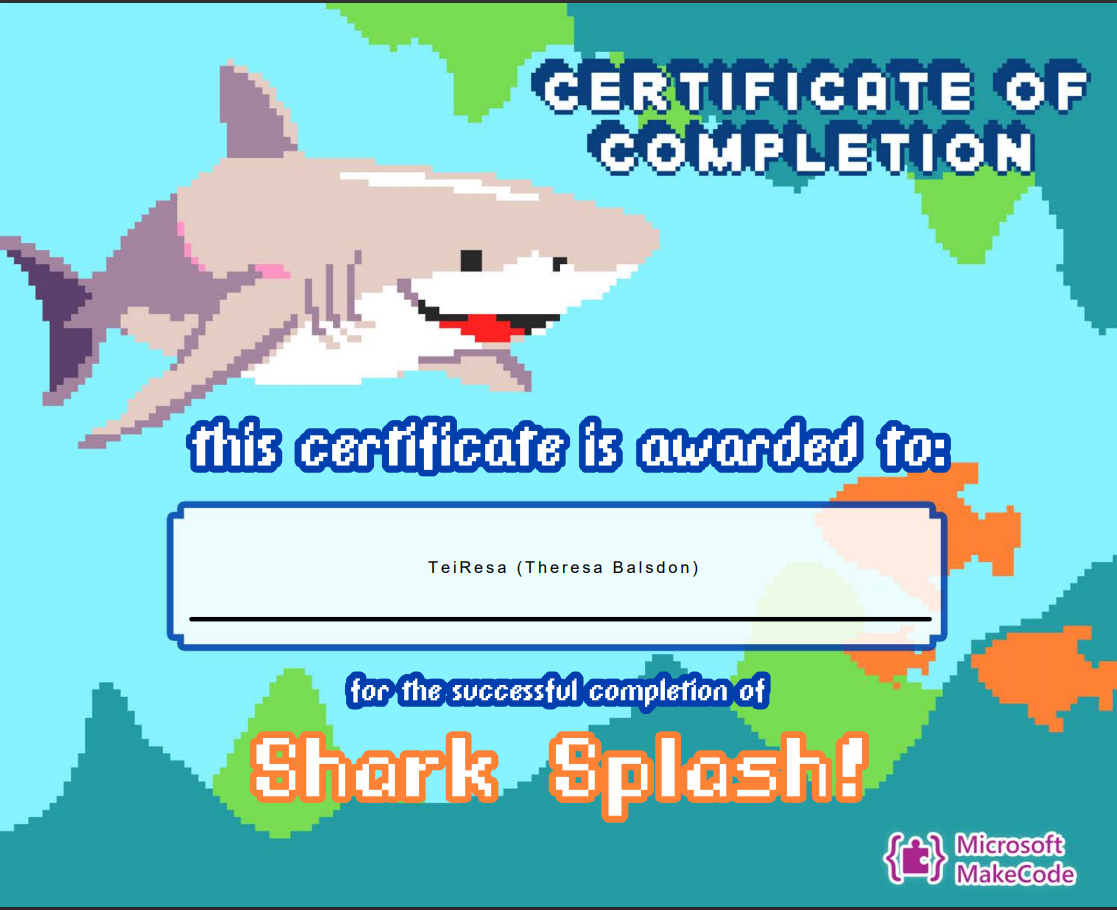 CERTIFICATE OF
COMPLETION
this certificate is awarded to:
TeiResa (Theresa Balsdon)
for the successful completion of
Shark Splash!
Microsoft
MakeCode